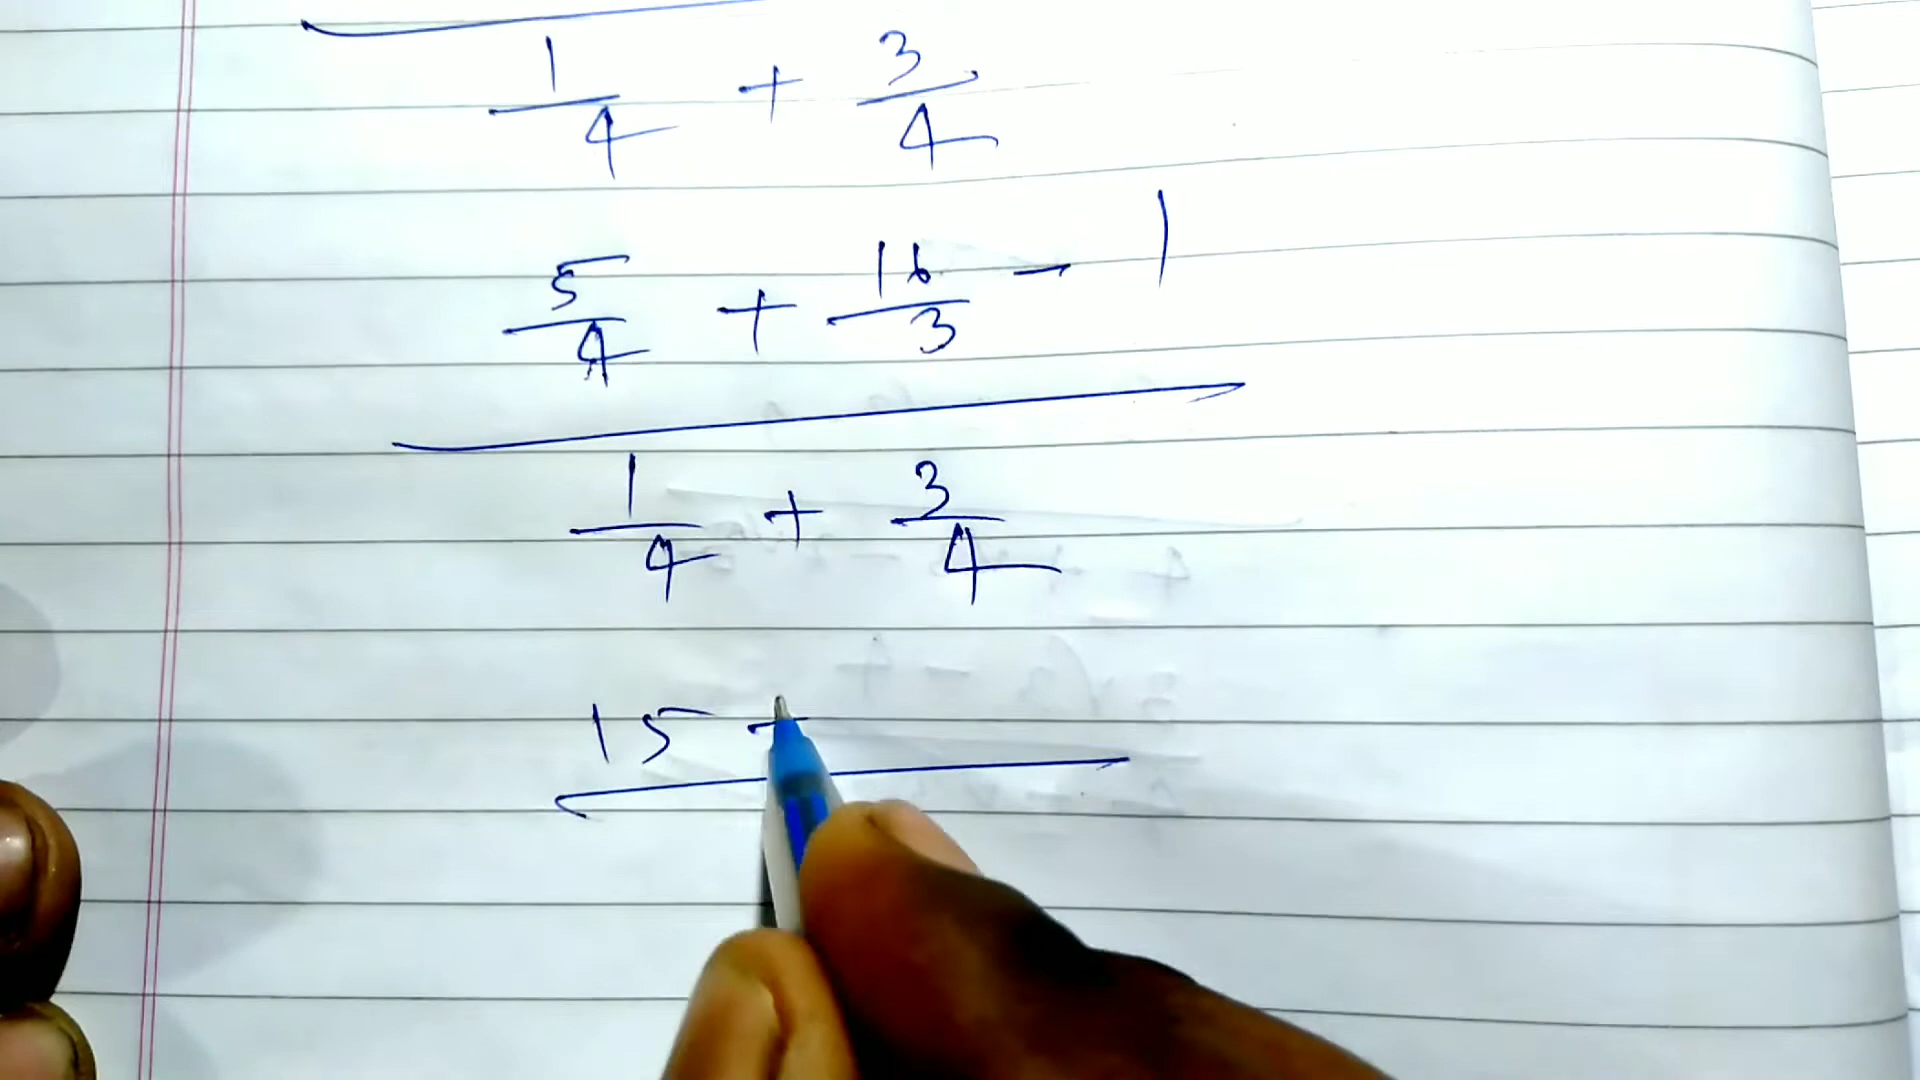 1/4 + 3/4
5/4 + 16/3 - 1
1/4 + 3/4
15 +